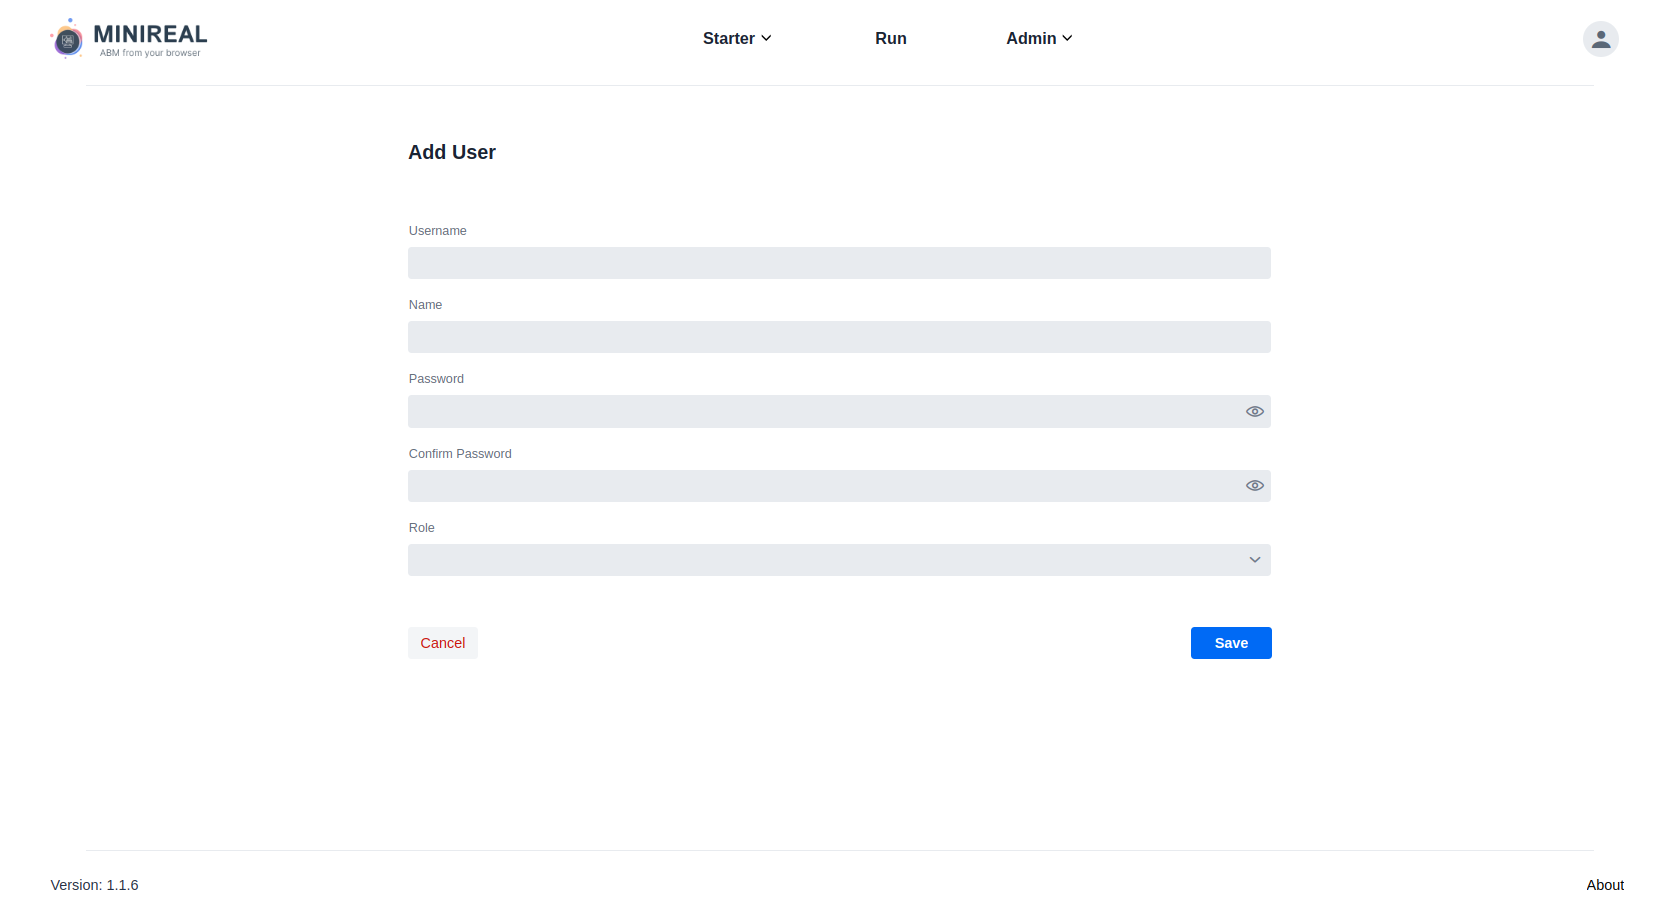 MINIREAL
ABM from your browser
Starter
Run
Admin
Add User
Username
Name
Password
Confirm Password
Role
Cancel
Save
Version: 1.1.6
About